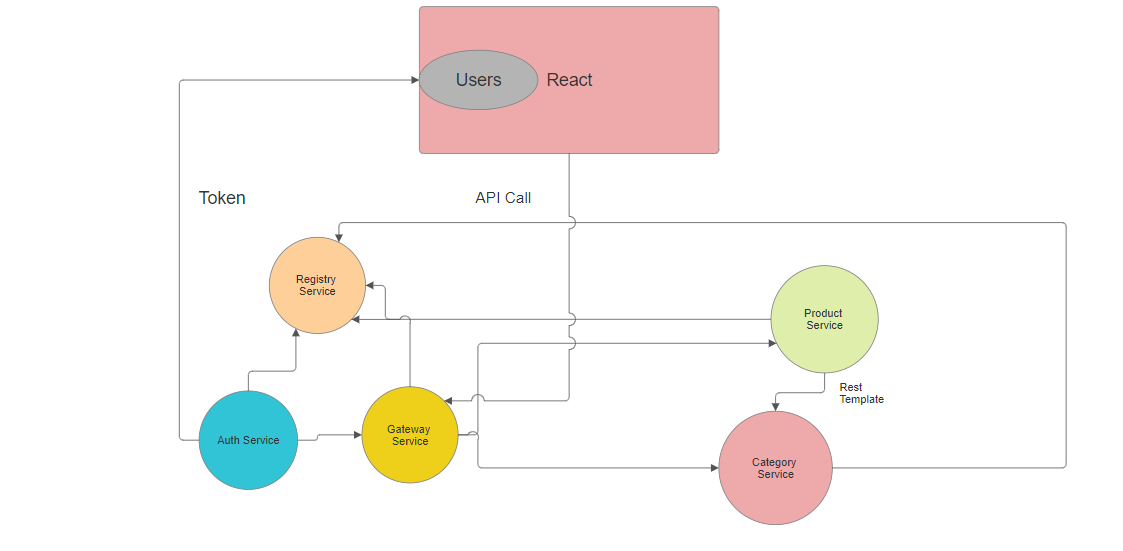 Users
React
Token
API Call
Registry
Service
Product
Service
Rest
Template
Auth Service
Gateway
Service
Category
Service